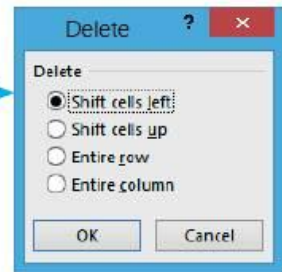 Delete ?
Delete
Shift cells left
Shift cells up
Entire row
Entire column
OK Cancel